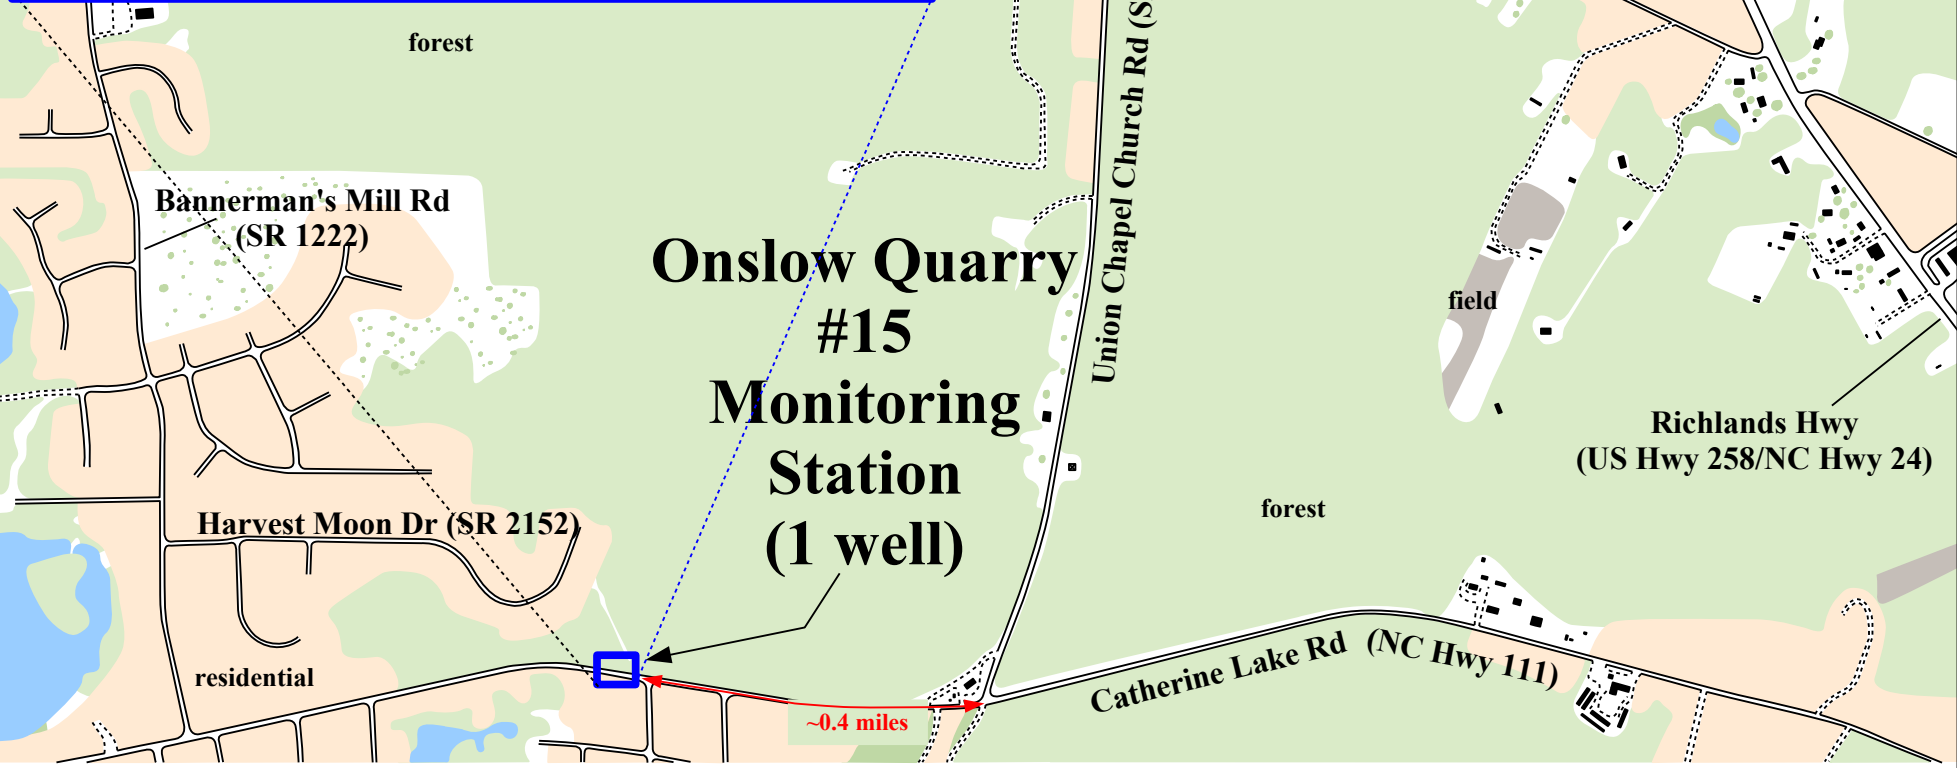 forest
Union Chapel Church Rd (S
Bannerman's Mill Rd
(SR 1222)
Onslow Quarry
#15
Monitoring
Station
(1 well)
field
Richlands Hwy
(US Hwy 258/NC Hwy 24)
forest
Harvest Moon Dr (SR 2152)
residential
Catherine Lake Rd (NC Hwy 111)
~0.4 miles